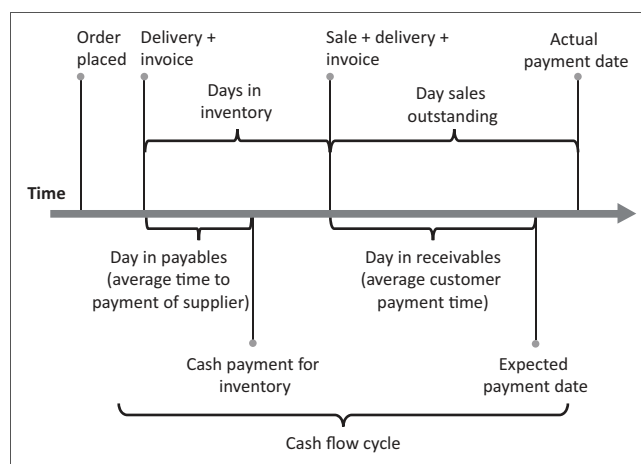 Order
placed
Delivery +
invoice
Sale + delivery +
invoice
Actual
payment date
Days in
inventory
Day sales
outstanding
Time
Day in payables
(average time to
payment of supplier)
Day in receivables
(average customer
payment time)
Cash payment for
inventory
Expected
payment date
Cash flow cycle